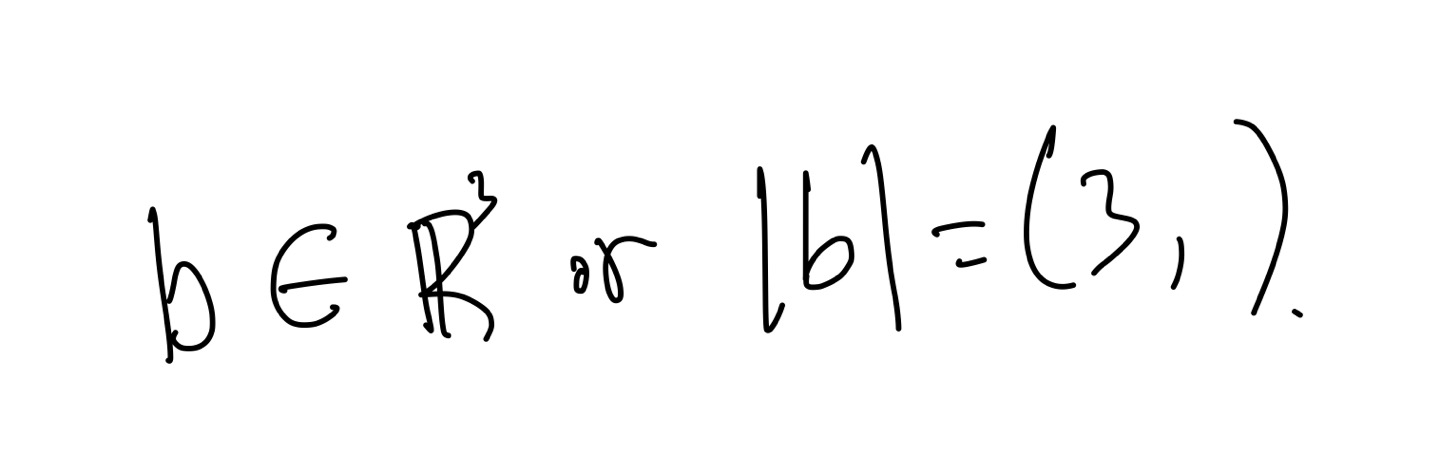 b ∈ ℝ³ or |b| = (3, ).